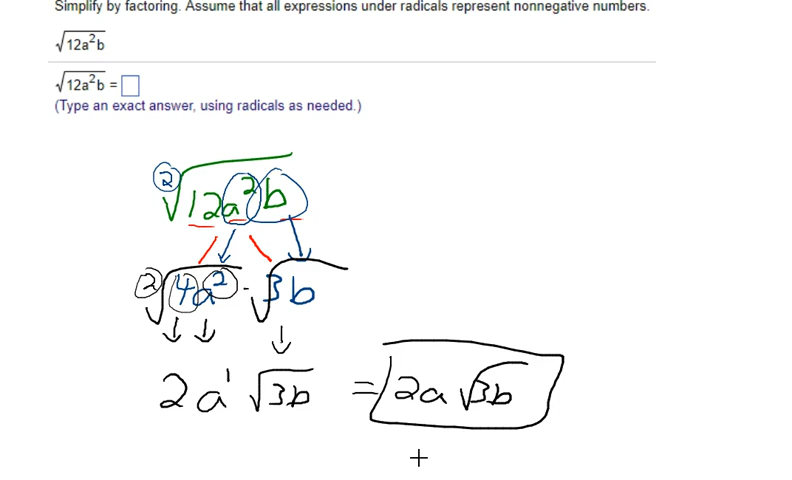 Simplify by factoring. Assume that all expressions under radicals represent nonnegative numbers.
√12a²b
√12a²b =
(Type an exact answer, using radicals as needed.)
²√12a²b
²√4a² · √3b
2a¹ √3b = 2a √3b